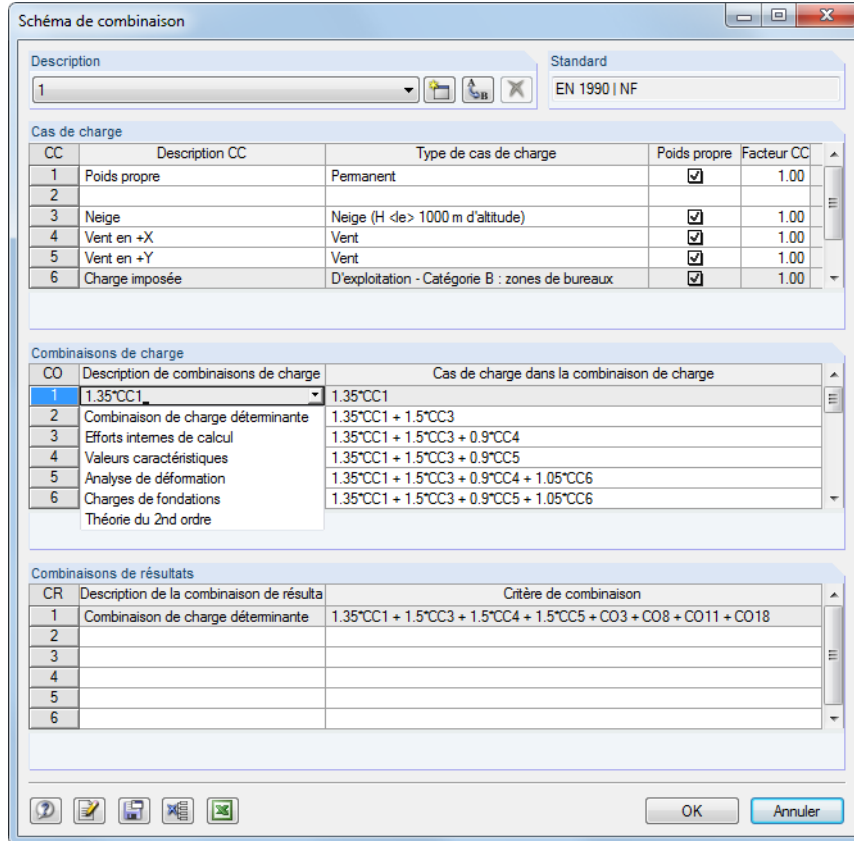 Schéma de combinaison
Description Standard
1 EN 1990 | NF
Cas de charge
CC Description CC Type de cas de charge Poids propre Facteur CC
1 Poids propre Permanent 1.00
2
3 Neige Neige (H <le> 1000 m d'altitude) 1.00
4 Vent en +X Vent 1.00
5 Vent en +Y Vent 1.00
6 Charge imposée D'exploitation - Catégorie B : zones de bureaux 1.00
Combinaisons de charge
CO Description de combinaisons de charge Cas de charge dans la combinaison de charge
1 1.35*CC1 1.35*CC1
2 Combinaison de charge déterminante 1.35*CC1 + 1.5*CC3
3 Efforts internes de calcul 1.35*CC1 + 1.5*CC3 + 0.9*CC4
4 Valeurs caractéristiques 1.35*CC1 + 1.5*CC3 + 0.9*CC5
5 Analyse de déformation 1.35*CC1 + 1.5*CC3 + 0.9*CC4 + 1.05*CC6
6 Charges de fondations 1.35*CC1 + 1.5*CC3 + 0.9*CC5 + 1.05*CC6
Théorie du 2nd ordre
Combinaisons de résultats
CR Description de la combinaison de résulta Critère de combinaison
1 Combinaison de charge déterminante 1.35*CC1 + 1.5*CC3 + 1.5*CC4 + 1.5*CC5 + CO3 + CO8 + CO11 + CO18
2
3
4
5
6
OK Annuler